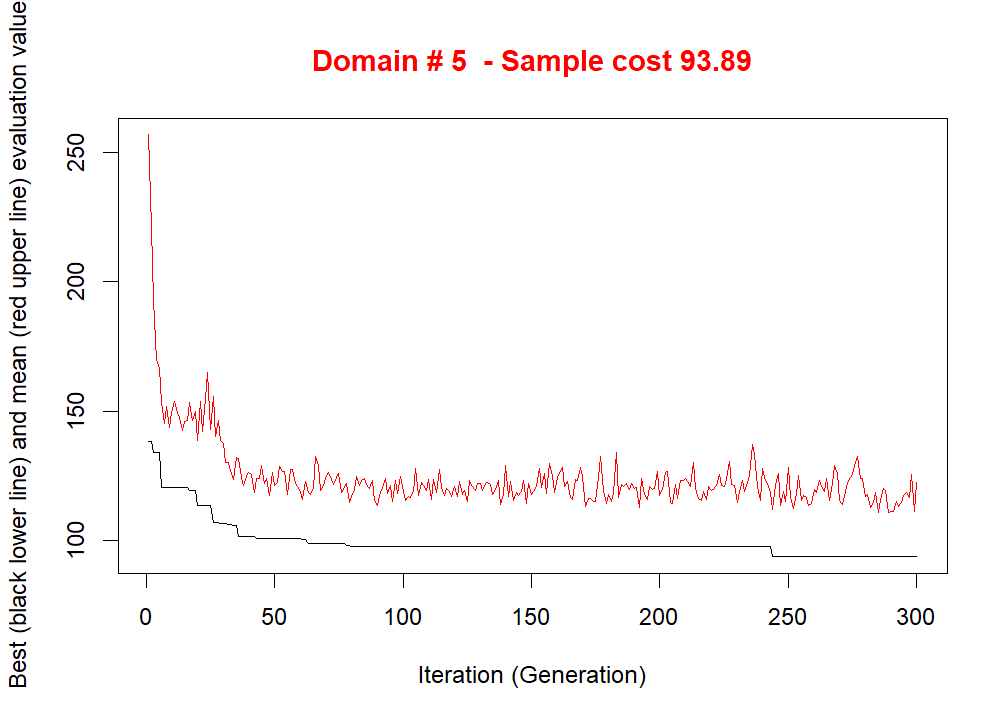 Domain # 5  - Sample cost 93.89
Best (black lower line) and mean (red upper line) evaluation value
250
200
150
100
0 50 100 150 200 250 300
Iteration (Generation)